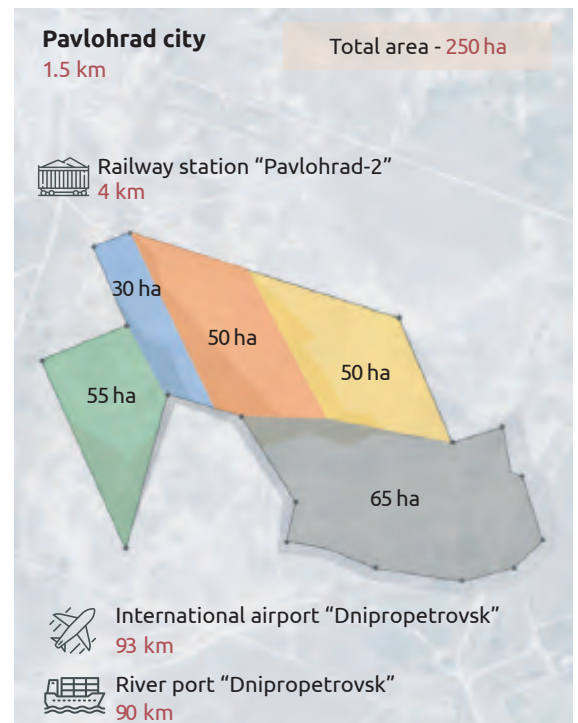 Pavlohrad city
1.5 km
Total area - 250 ha
Railway station “Pavlohrad-2”
4 km
30 ha
50 ha
50 ha
55 ha
65 ha
International airport “Dnipropetrovsk”
93 km
River port “Dnipropetrovsk”
90 km